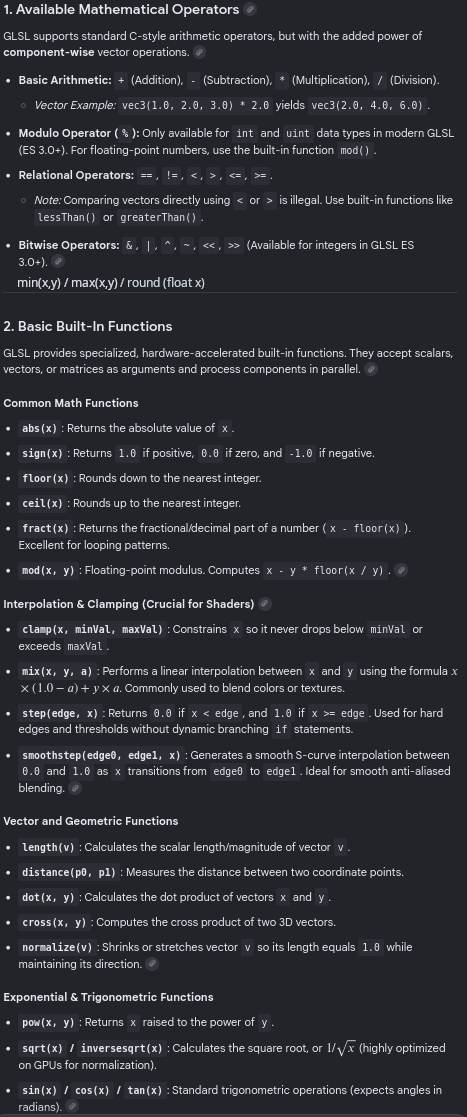 1. Available Mathematical Operators
GLSL supports standard C-style arithmetic operators, but with the added power of
component-wise vector operations.
• Basic Arithmetic: + (Addition), - (Subtraction), * (Multiplication), / (Division).
◦ Vector Example: vec3(1.0, 2.0, 3.0) * 2.0 yields vec3(2.0, 4.0, 6.0).
• Modulo Operator ( % ): Only available for int and uint data types in modern GLSL
(ES 3.0+). For floating-point numbers, use the built-in function mod().
• Relational Operators: ==, !=, <, >, <=, >=.
◦ Note: Comparing vectors directly using < or > is illegal. Use built-in functions like
lessThan() or greaterThan().
• Bitwise Operators: &, |, ^, ~, <<, >> (Available for integers in GLSL ES
3.0+).
min(x,y) / max(x,y) / round (float x)
2. Basic Built-In Functions
GLSL provides specialized, hardware-accelerated built-in functions. They accept scalars,
vectors, or matrices as arguments and process components in parallel.
Common Math Functions
• abs(x): Returns the absolute value of x.
• sign(x): Returns 1.0 if positive, 0.0 if zero, and -1.0 if negative.
• floor(x): Rounds down to the nearest integer.
• ceil(x): Rounds up to the nearest integer.
• fract(x): Returns the fractional/decimal part of a number ( x - floor(x) ).
Excellent for looping patterns.
• mod(x, y): Floating-point modulus. Computes x - y * floor(x / y).
Interpolation & Clamping (Crucial for Shaders)
• clamp(x, minVal, maxVal): Constrains x so it never drops below minVal or
exceeds maxVal.
• mix(x, y, a): Performs a linear interpolation between x and y using the formula x
× (1.0 − a) + y × a. Commonly used to blend colors or textures.
• step(edge, x): Returns 0.0 if x < edge, and 1.0 if x >= edge. Used for hard
edges and thresholds without dynamic branching if statements.
• smoothstep(edge0, edge1, x): Generates a smooth S-curve interpolation between
0.0 and 1.0 as x transitions from edge0 to edge1. Ideal for smooth anti-aliased
blending.
Vector and Geometric Functions
• length(v): Calculates the scalar length/magnitude of vector v.
• distance(p0, p1): Measures the distance between two coordinate points.
• dot(x, y): Calculates the dot product of vectors x and y.
• cross(x, y): Computes the cross product of two 3D vectors.
• normalize(v): Shrinks or stretches vector v so its length equals 1.0 while
maintaining its direction.
Exponential & Trigonometric Functions
• pow(x, y): Returns x raised to the power of y.
• sqrt(x) / inversesqrt(x): Calculates the square root, or 1/√x (highly optimized
on GPUs for normalization).
• sin(x) / cos(x) / tan(x): Standard trigonometric operations (expects angles in
radians).